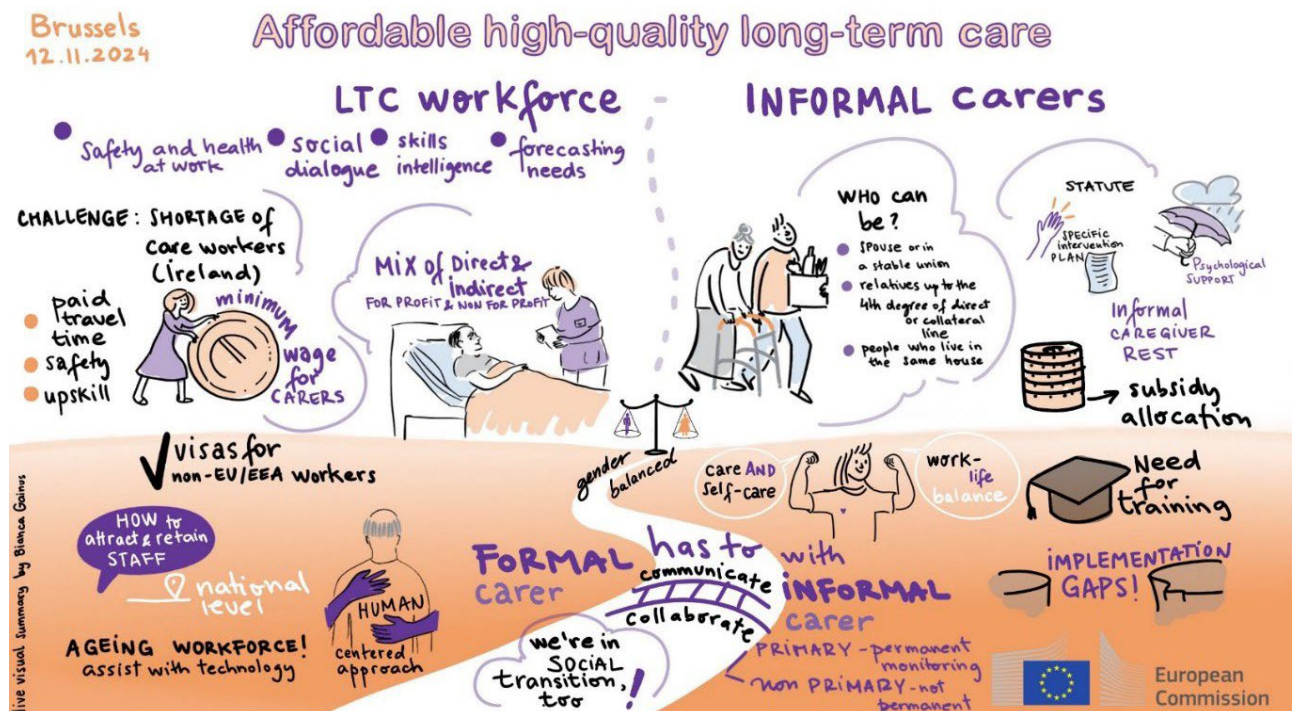 Brussels
12.11.2024
Affordable high-quality long-term care
LTC workforce
Safety and health
at work
social
dialogue
skills
intelligence
forecasting
needs
CHALLENGE: SHORTAGE of
care workers
(ireland)
paid
travel
time
safety
upskill
minimum
wage
for
CARERS
Mix of Direct &
indirect
FOR PROFIT & NON FOR PROFIT
visas for
non-EU/EEA workers
HOW to
attract & retain
STAFF
national
level
AGEING WORKFORCE!
assist with technology
HUMAN
centered
approach
INFORMAL carers
WHO can
be?
spouse or in
a stable union
relatives up to the
4th degree of direct
or collateral
line
people who live in
the same house
STATUTE
SPECIFIC
intervention
PLAN
Psychological
SUPPORT
Informal
CAREGIVER
REST
subsidy
allocation
gender
balanced
care AND
self-care
work-
life
balance
Need
for
training
IMPLEMENTATION
GAPS!
FORMAL
carer
has to
communicate
collaborate
with
INFORMAL
carer
PRIMARY - permanent
monitoring
non PRIMARY - not
permanent
we're in
SOCIAL
transition,
too
!
European
Commission
live visual summary by Bianca Gainus